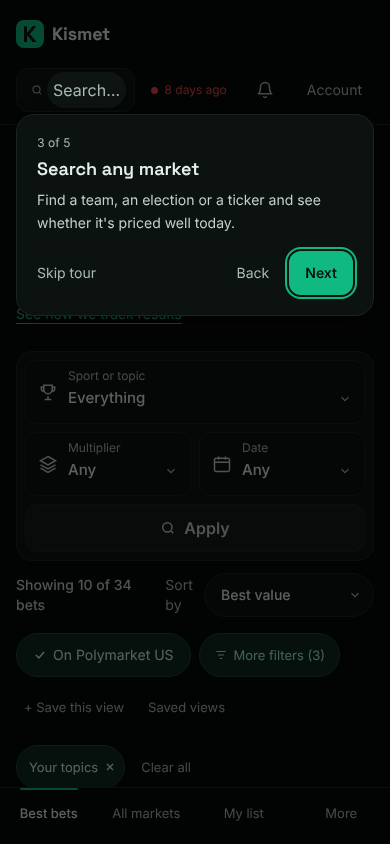 Kismet
Search...
8 days ago
Account
3 of 5
Search any market
Find a team, an election or a ticker and see
whether it's priced well today.
Skip tour
Back
Next
See how we track results
Sport or topic
Everything
Multiplier
Any
Date
Any
Apply
Showing 10 of 34
bets
Sort
by
Best value
On Polymarket US
More filters (3)
+ Save this view
Saved views
Your topics ×
Clear all
Best bets
All markets
My list
More